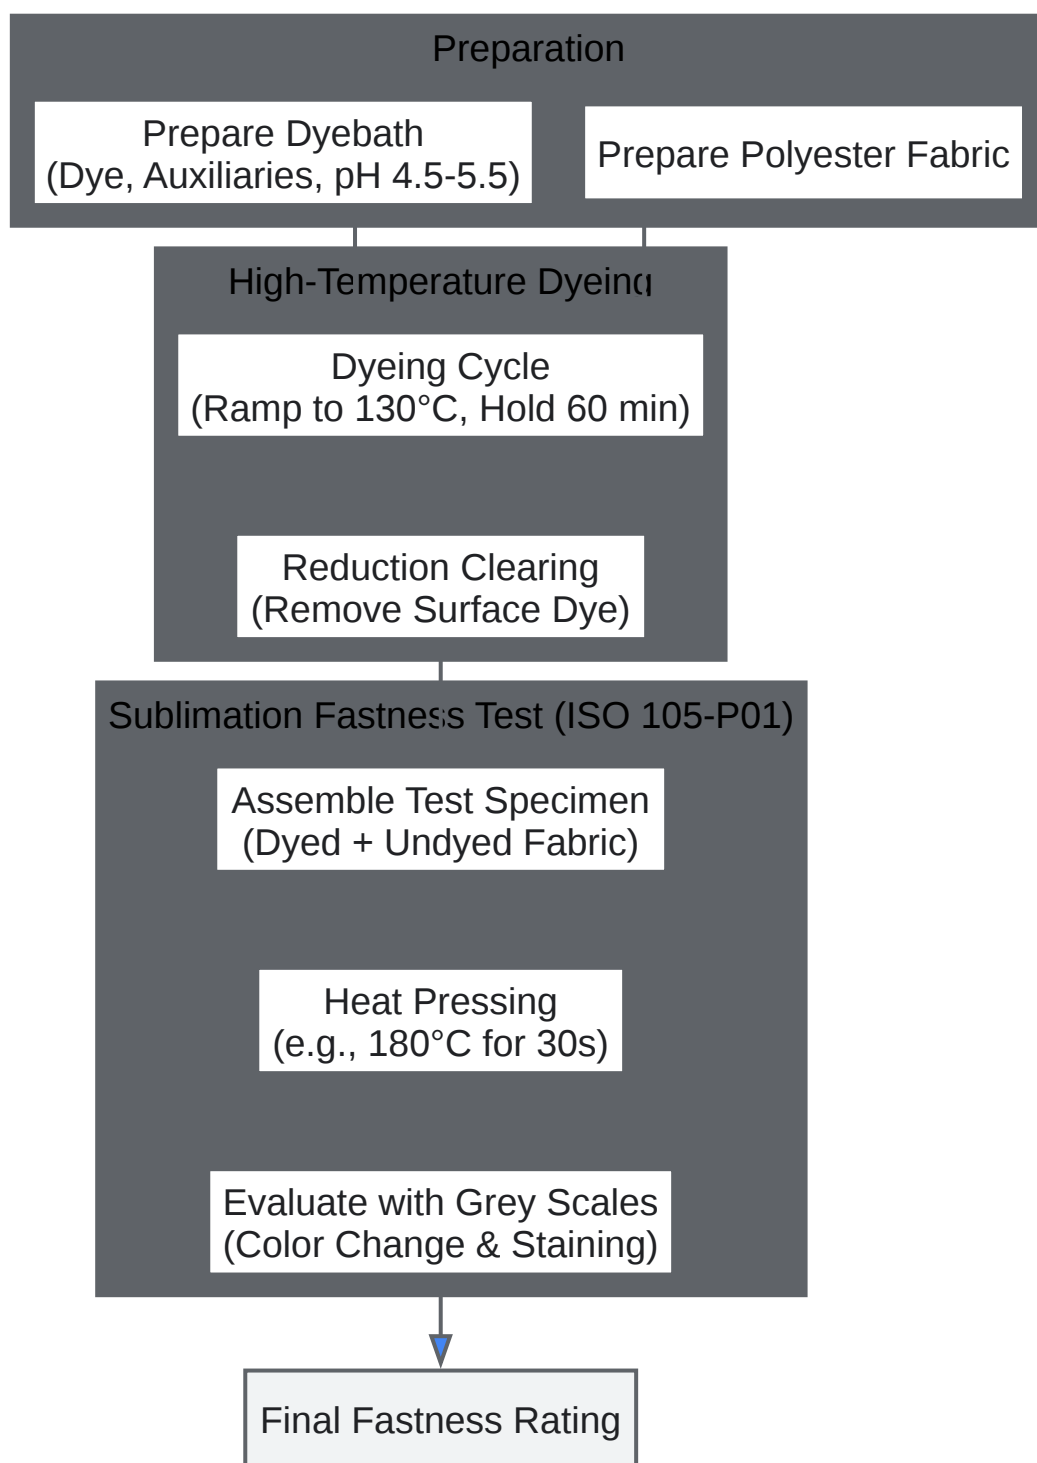 Preparation
Prepare Dyebath
(Dye, Auxiliaries, pH 4.5-5.5)
Prepare Polyester Fabric
High-Temperature Dyeing
Dyeing Cycle
(Ramp to 130°C, Hold 60 min)
Reduction Clearing
(Remove Surface Dye)
Sublimation Fastness Test (ISO 105-P01)
Assemble Test Specimen
(Dyed + Undyed Fabric)
Heat Pressing
(e.g., 180°C for 30s)
Evaluate with Grey Scales
(Color Change & Staining)
Final Fastness Rating